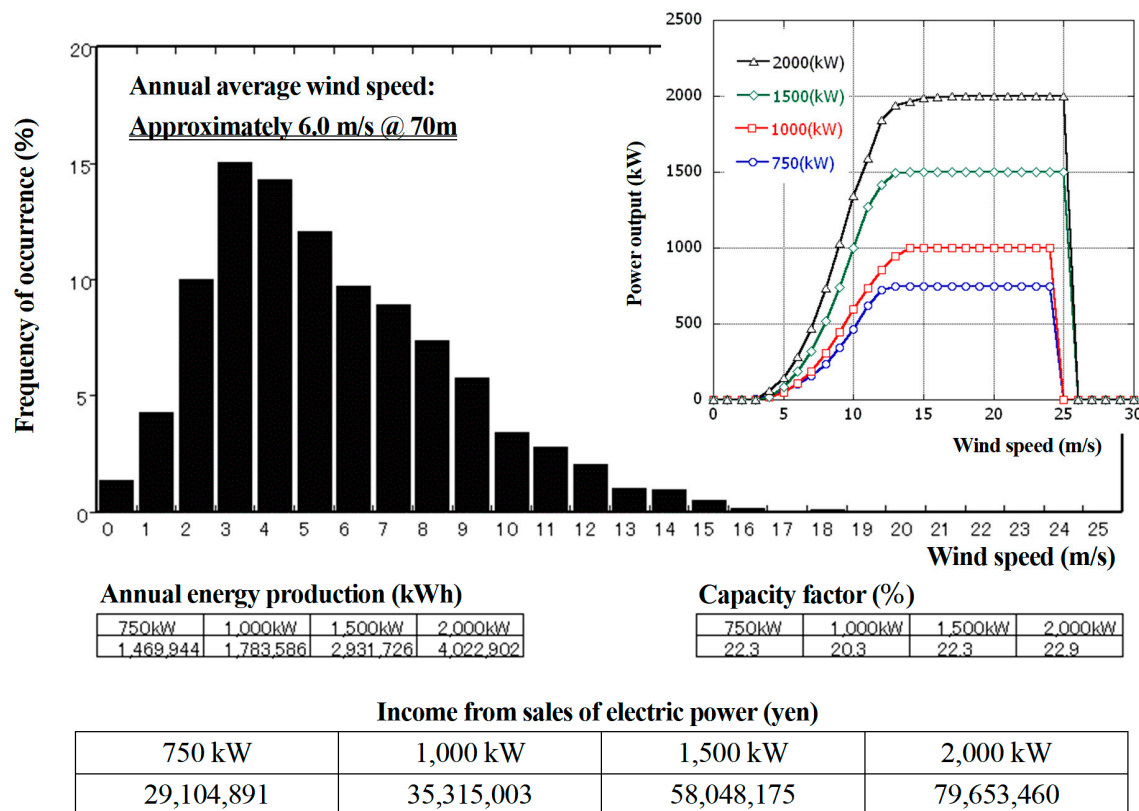 Annual average wind speed:
Approximately 6.0 m/s @ 70m
Frequency of occurrence (%)
20
15
10
5
0
0 1 2 3 4 5 6 7 8 9 10 11 12 13 14 15 16 17 18 19 20 21 22 23 24 25
Wind speed (m/s)
2000(kW)
1500(kW)
1000(kW)
750(kW)
Power output (kW)
2500
2000
1500
1000
500
0
0 5 10 15 20 25 30
Wind speed (m/s)
Annual energy production (kWh)
750kW 1,000kW 1,500kW 2,000kW
1,469,944 1,783,586 2,931,726 4,022,902
Capacity factor (%)
750kW 1,000kW 1,500kW 2,000kW
22.3 20.3 22.3 22.9
Income from sales of electric power (yen)
750 kW 1,000 kW 1,500 kW 2,000 kW
29,104,891 35,315,003 58,048,175 79,653,460